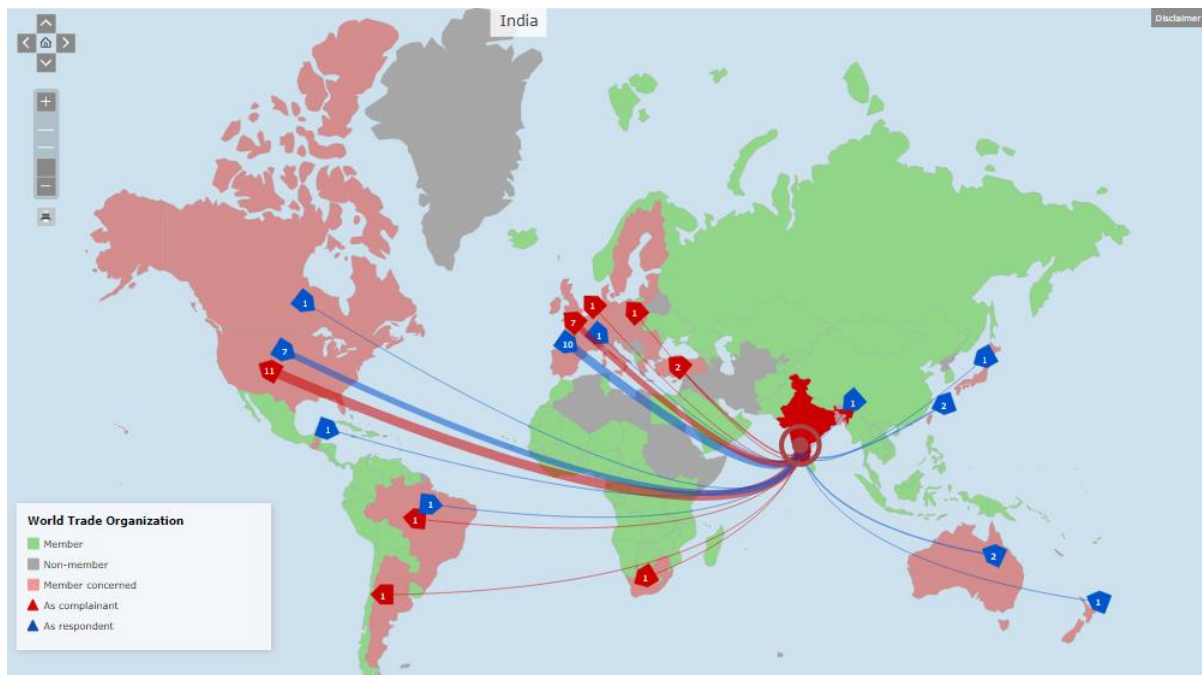 India
Disclaimer
+
−
1
1
7
1
7
10
1
1
11
2
1
1
2
1
1
1
2
1
1
1
World Trade Organization
Member
Non-member
Member concerned
As complainant
As respondent